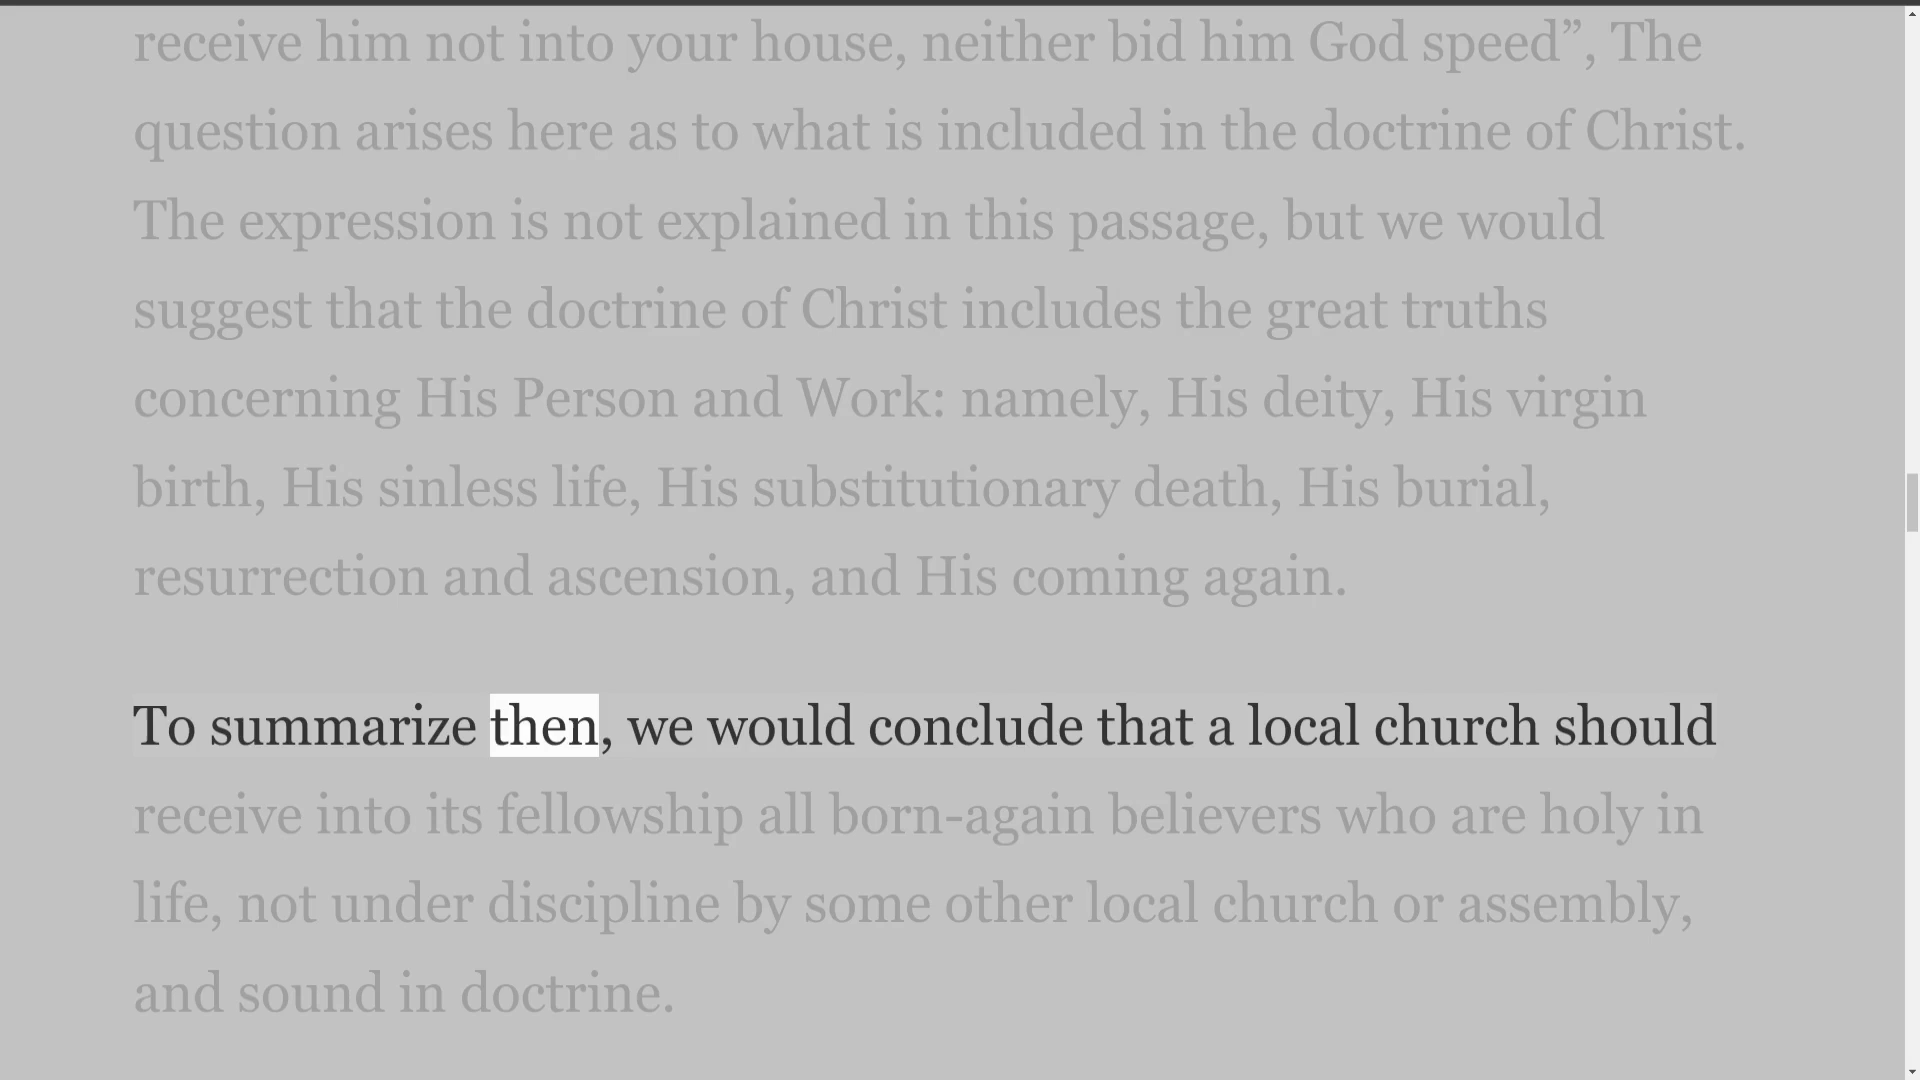 receive him not into your house, neither bid him God speed”, The
question arises here as to what is included in the doctrine of Christ.
The expression is not explained in this passage, but we would
suggest that the doctrine of Christ includes the great truths
concerning His Person and Work: namely, His deity, His virgin
birth, His sinless life, His substitutionary death, His burial,
resurrection and ascension, and His coming again.
To summarize then, we would conclude that a local church should
receive into its fellowship all born-again believers who are holy in
life, not under discipline by some other local church or assembly,
and sound in doctrine.